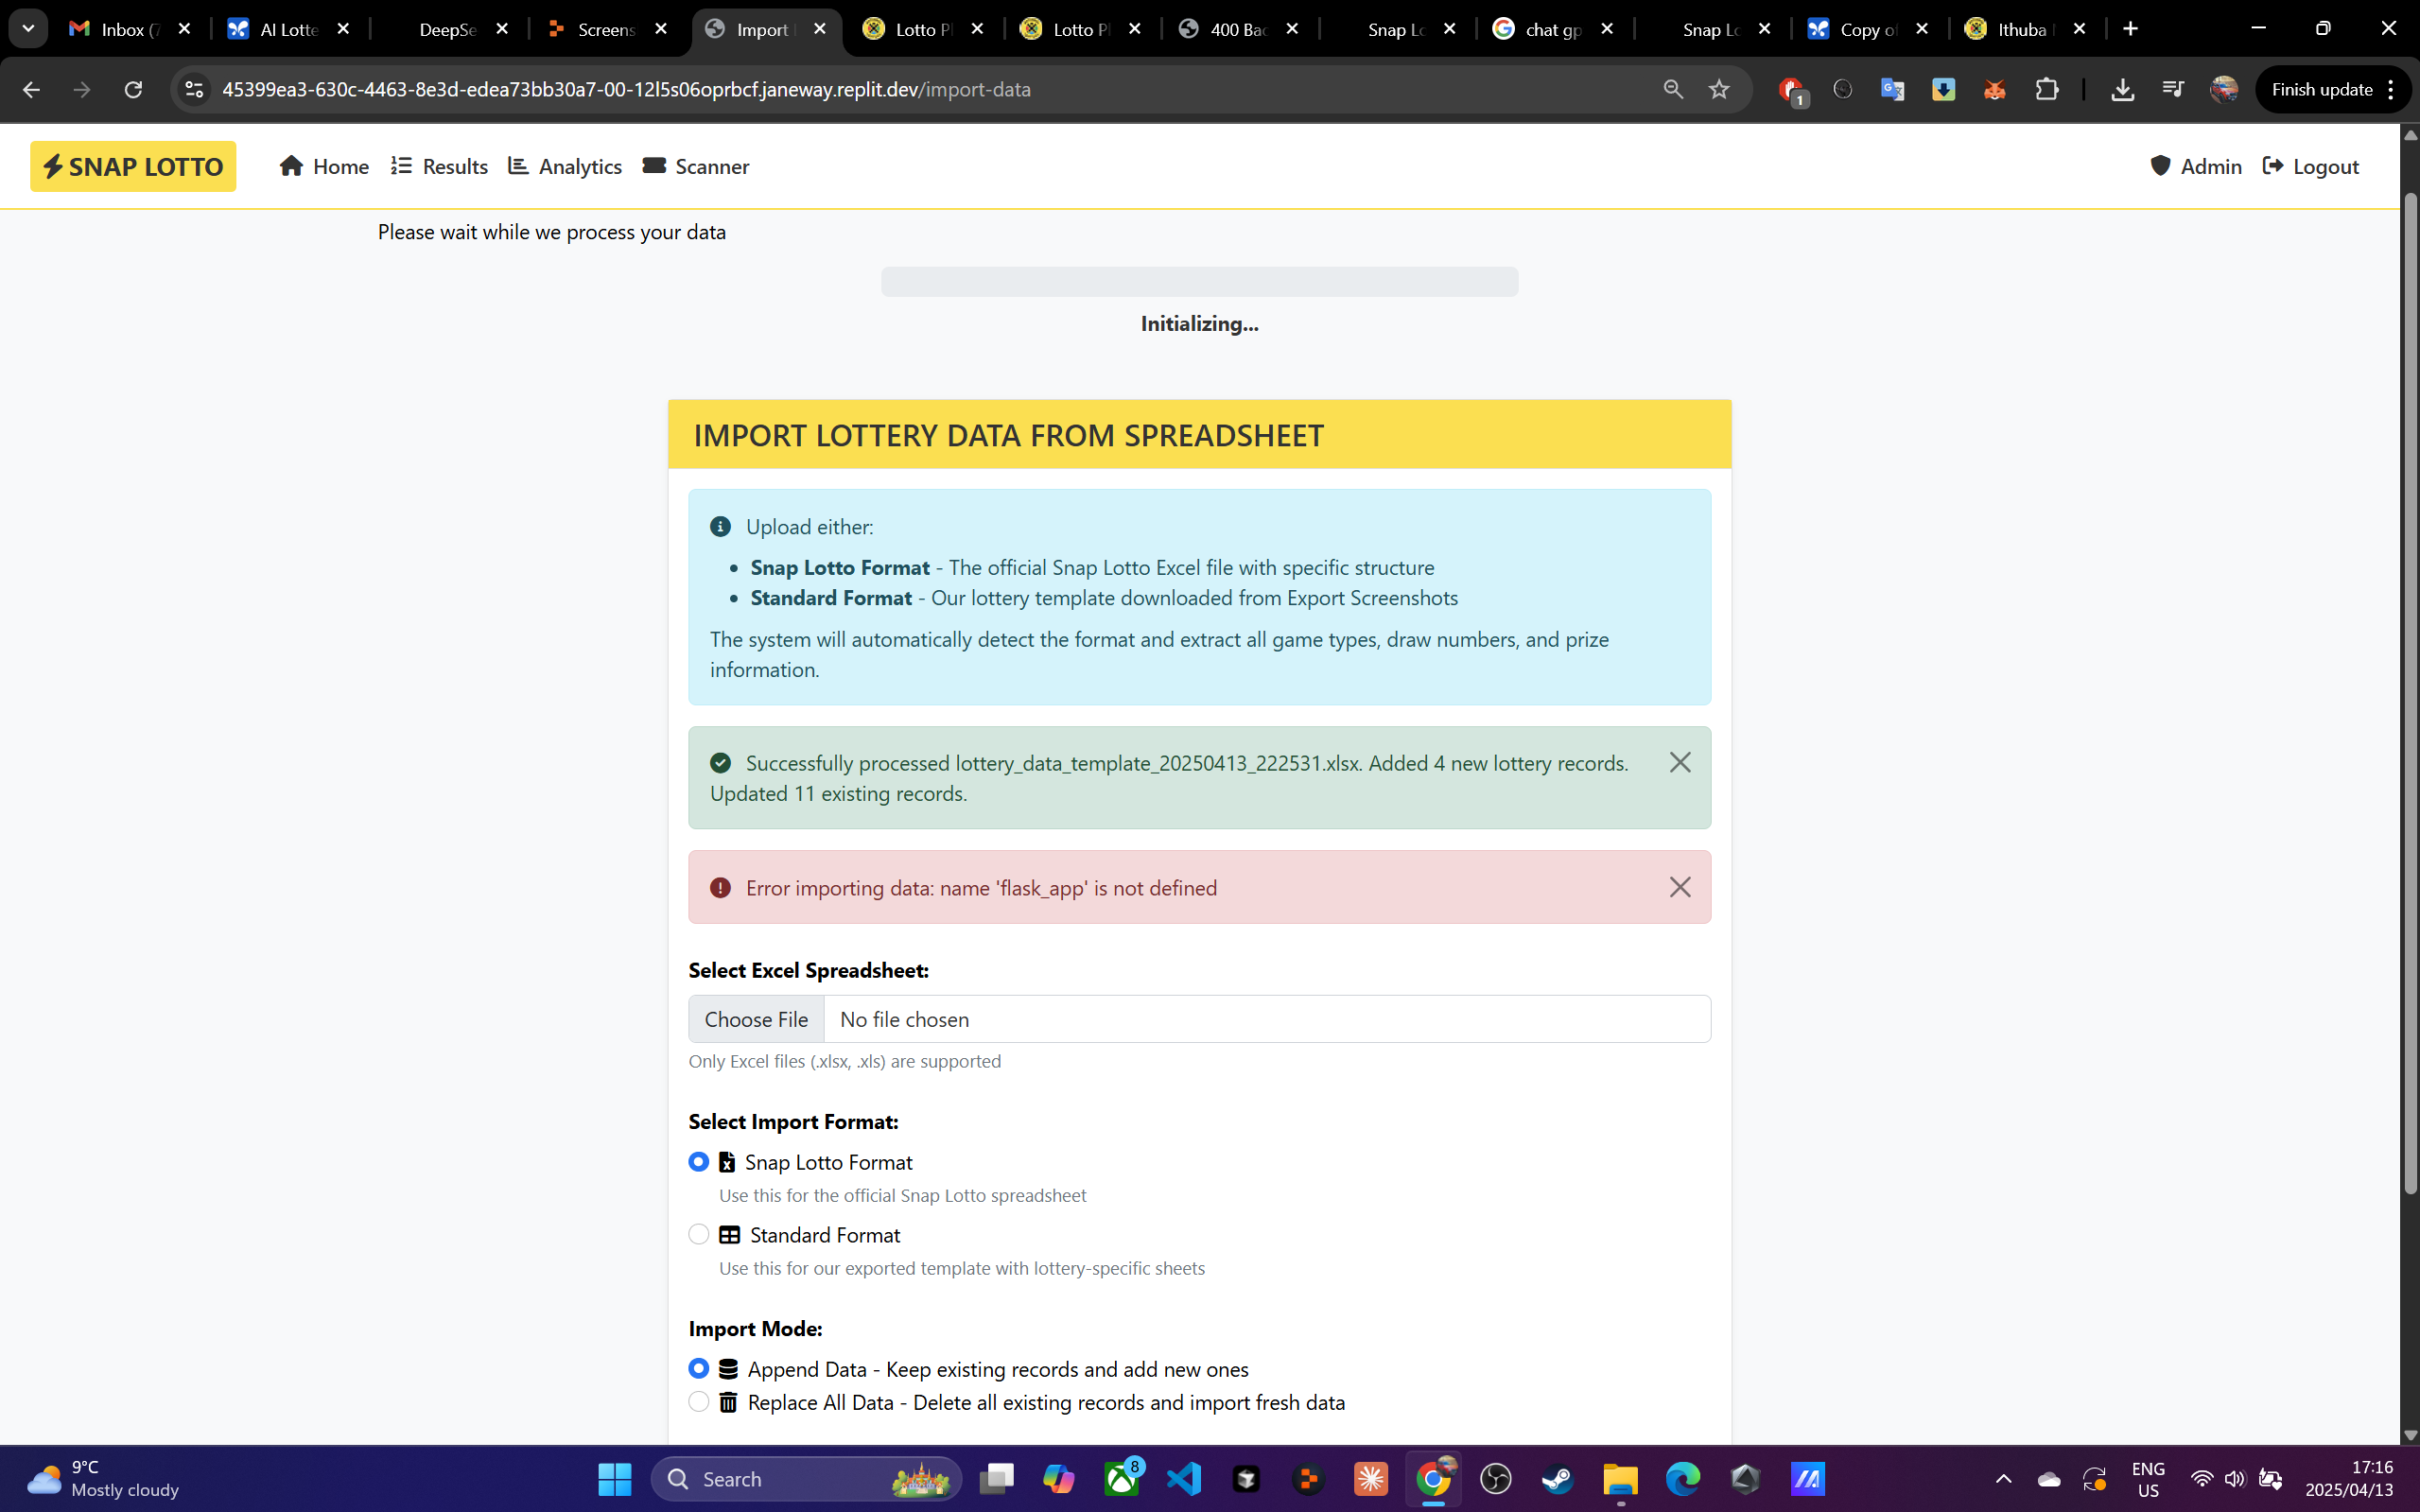 Inbox (7
AI Lotte
DeepSe
Screens
Import
Lotto Pl
Lotto Pl
400 Bad
Snap Lo
chat gp
Snap Lo
Copy of
Ithuba
45399ea3-630c-4463-8e3d-edea73bb30a7-00-12l5s06oprbcf.janeway.replit.dev/import-data
1
Finish update
SNAP LOTTO
Home
Results
Analytics
Scanner
Admin
Logout
Please wait while we process your data
Initializing...
IMPORT LOTTERY DATA FROM SPREADSHEET
Upload either:
• Snap Lotto Format - The official Snap Lotto Excel file with specific structure
• Standard Format - Our lottery template downloaded from Export Screenshots
The system will automatically detect the format and extract all game types, draw numbers, and prize
information.
Successfully processed lottery_data_template_20250413_222531.xlsx. Added 4 new lottery records.
Updated 11 existing records.
Error importing data: name 'flask_app' is not defined
Select Excel Spreadsheet:
Choose File No file chosen
Only Excel files (.xlsx, .xls) are supported
Select Import Format:
Snap Lotto Format
Use this for the official Snap Lotto spreadsheet
Standard Format
Use this for our exported template with lottery-specific sheets
Import Mode:
Append Data - Keep existing records and add new ones
Replace All Data - Delete all existing records and import fresh data
9°C
Mostly cloudy
Search
8
ENG
US
17:16
2025/04/13